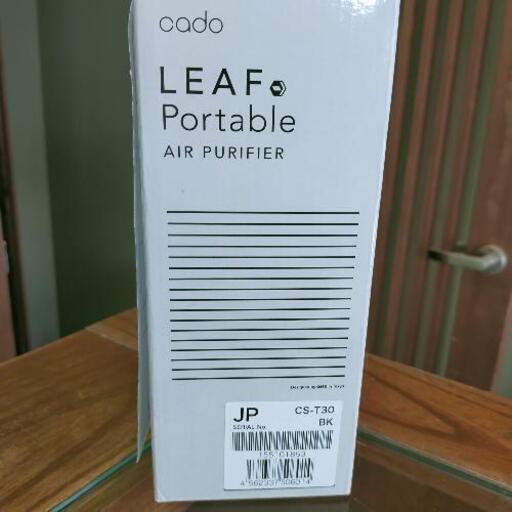 cado
LEAF
Portable
AIR PURIFIER
JP
CS-T30
SERIAL No.
BK